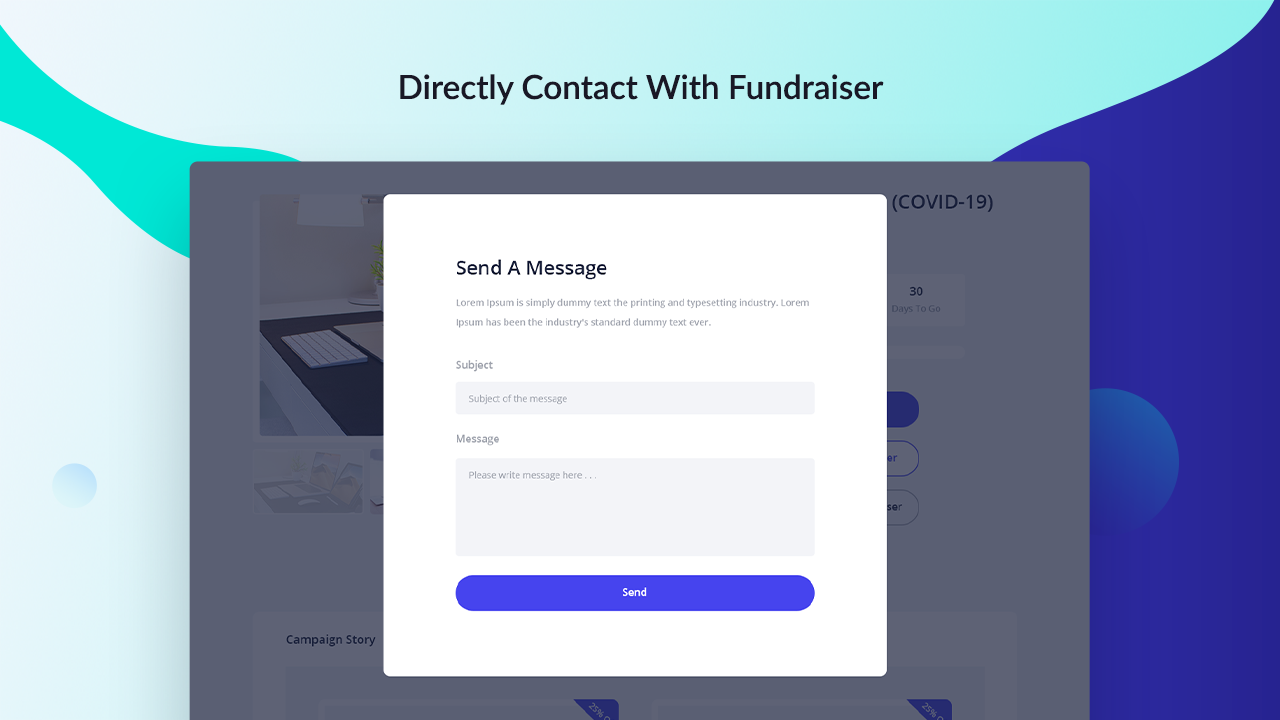 Directly Contact With Fundraiser
(COVID-19)
Send A Message
Lorem Ipsum is simply dummy text the printing and typesetting industry. Lorem
Ipsum has been the industry's standard dummy text ever.
30
Days To Go
Subject
Subject of the message
Message
Please write message here . . .
er
ser
Send
Campaign Story
25%
25%